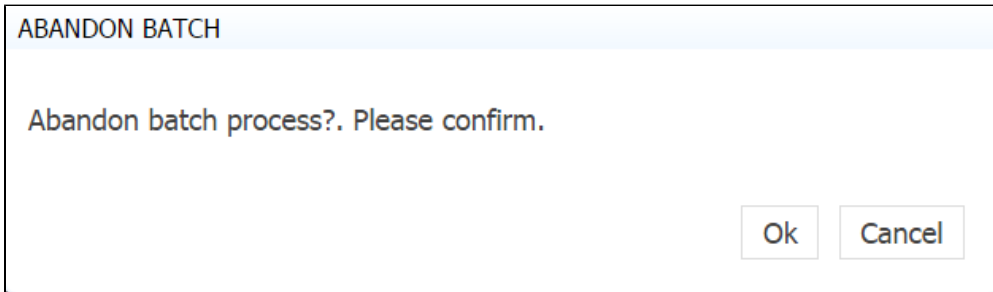 ABANDON BATCH
Abandon batch process?. Please confirm.
Ok Cancel